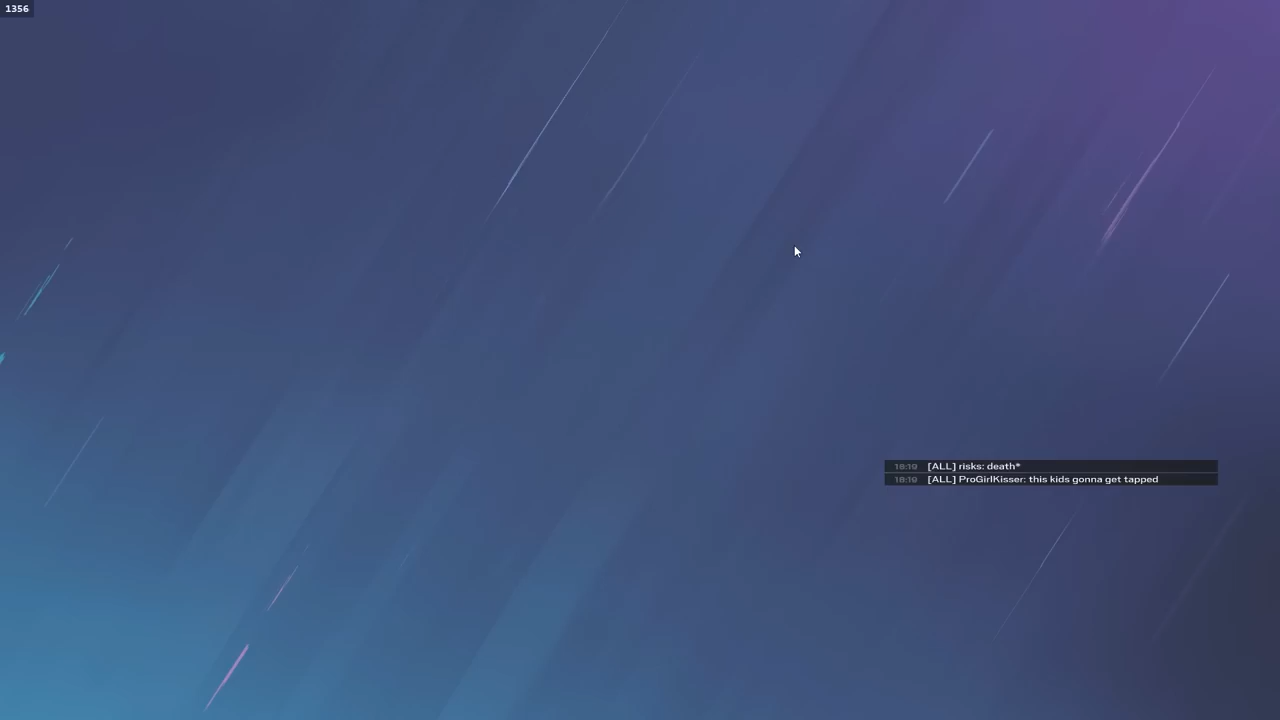 1356
18:19 [ALL] risks: death*
18:19 [ALL] ProGirlKisser: this kids gonna get tapped